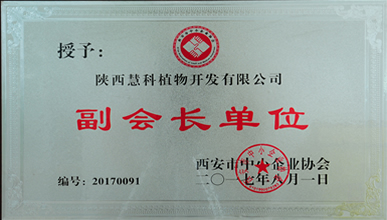 授予：
陕西慧科植物开发有限公司
副会长单位
西安市中小企业协会
编号：20170091
二〇一七年八月一日